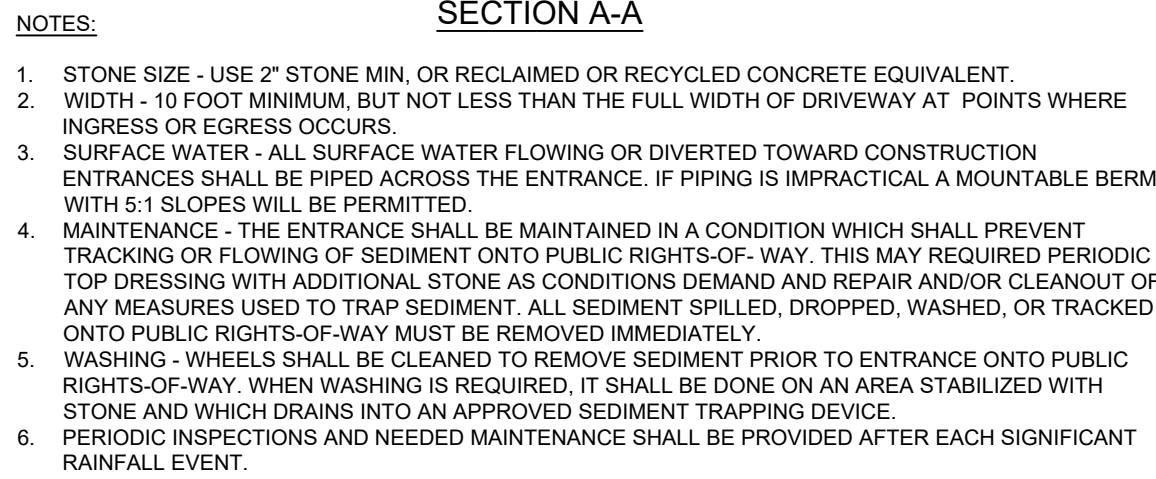 SECTION A-A
NOTES:
1. STONE SIZE - USE 2" STONE MIN, OR RECLAIMED OR RECYCLED CONCRETE EQUIVALENT.
2. WIDTH - 10 FOOT MINIMUM, BUT NOT LESS THAN THE FULL WIDTH OF DRIVEWAY AT POINTS WHERE
INGRESS OR EGRESS OCCURS.
3. SURFACE WATER - ALL SURFACE WATER FLOWING OR DIVERTED TOWARD CONSTRUCTION
ENTRANCES SHALL BE PIPED ACROSS THE ENTRANCE. IF PIPING IS IMPRACTICAL A MOUNTABLE BERM
WITH 5:1 SLOPES WILL BE PERMITTED.
4. MAINTENANCE - THE ENTRANCE SHALL BE MAINTAINED IN A CONDITION WHICH SHALL PREVENT
TRACKING OR FLOWING OF SEDIMENT ONTO PUBLIC RIGHTS-OF- WAY. THIS MAY REQUIRED PERIODIC
TOP DRESSING WITH ADDITIONAL STONE AS CONDITIONS DEMAND AND REPAIR AND/OR CLEANOUT OF
ANY MEASURES USED TO TRAP SEDIMENT. ALL SEDIMENT SPILLED, DROPPED, WASHED, OR TRACKED
ONTO PUBLIC RIGHTS-OF-WAY MUST BE REMOVED IMMEDIATELY.
5. WASHING - WHEELS SHALL BE CLEANED TO REMOVE SEDIMENT PRIOR TO ENTRANCE ONTO PUBLIC
RIGHTS-OF-WAY. WHEN WASHING IS REQUIRED, IT SHALL BE DONE ON AN AREA STABILIZED WITH
STONE AND WHICH DRAINS INTO AN APPROVED SEDIMENT TRAPPING DEVICE.
6. PERIODIC INSPECTIONS AND NEEDED MAINTENANCE SHALL BE PROVIDED AFTER EACH SIGNIFICANT
RAINFALL EVENT.